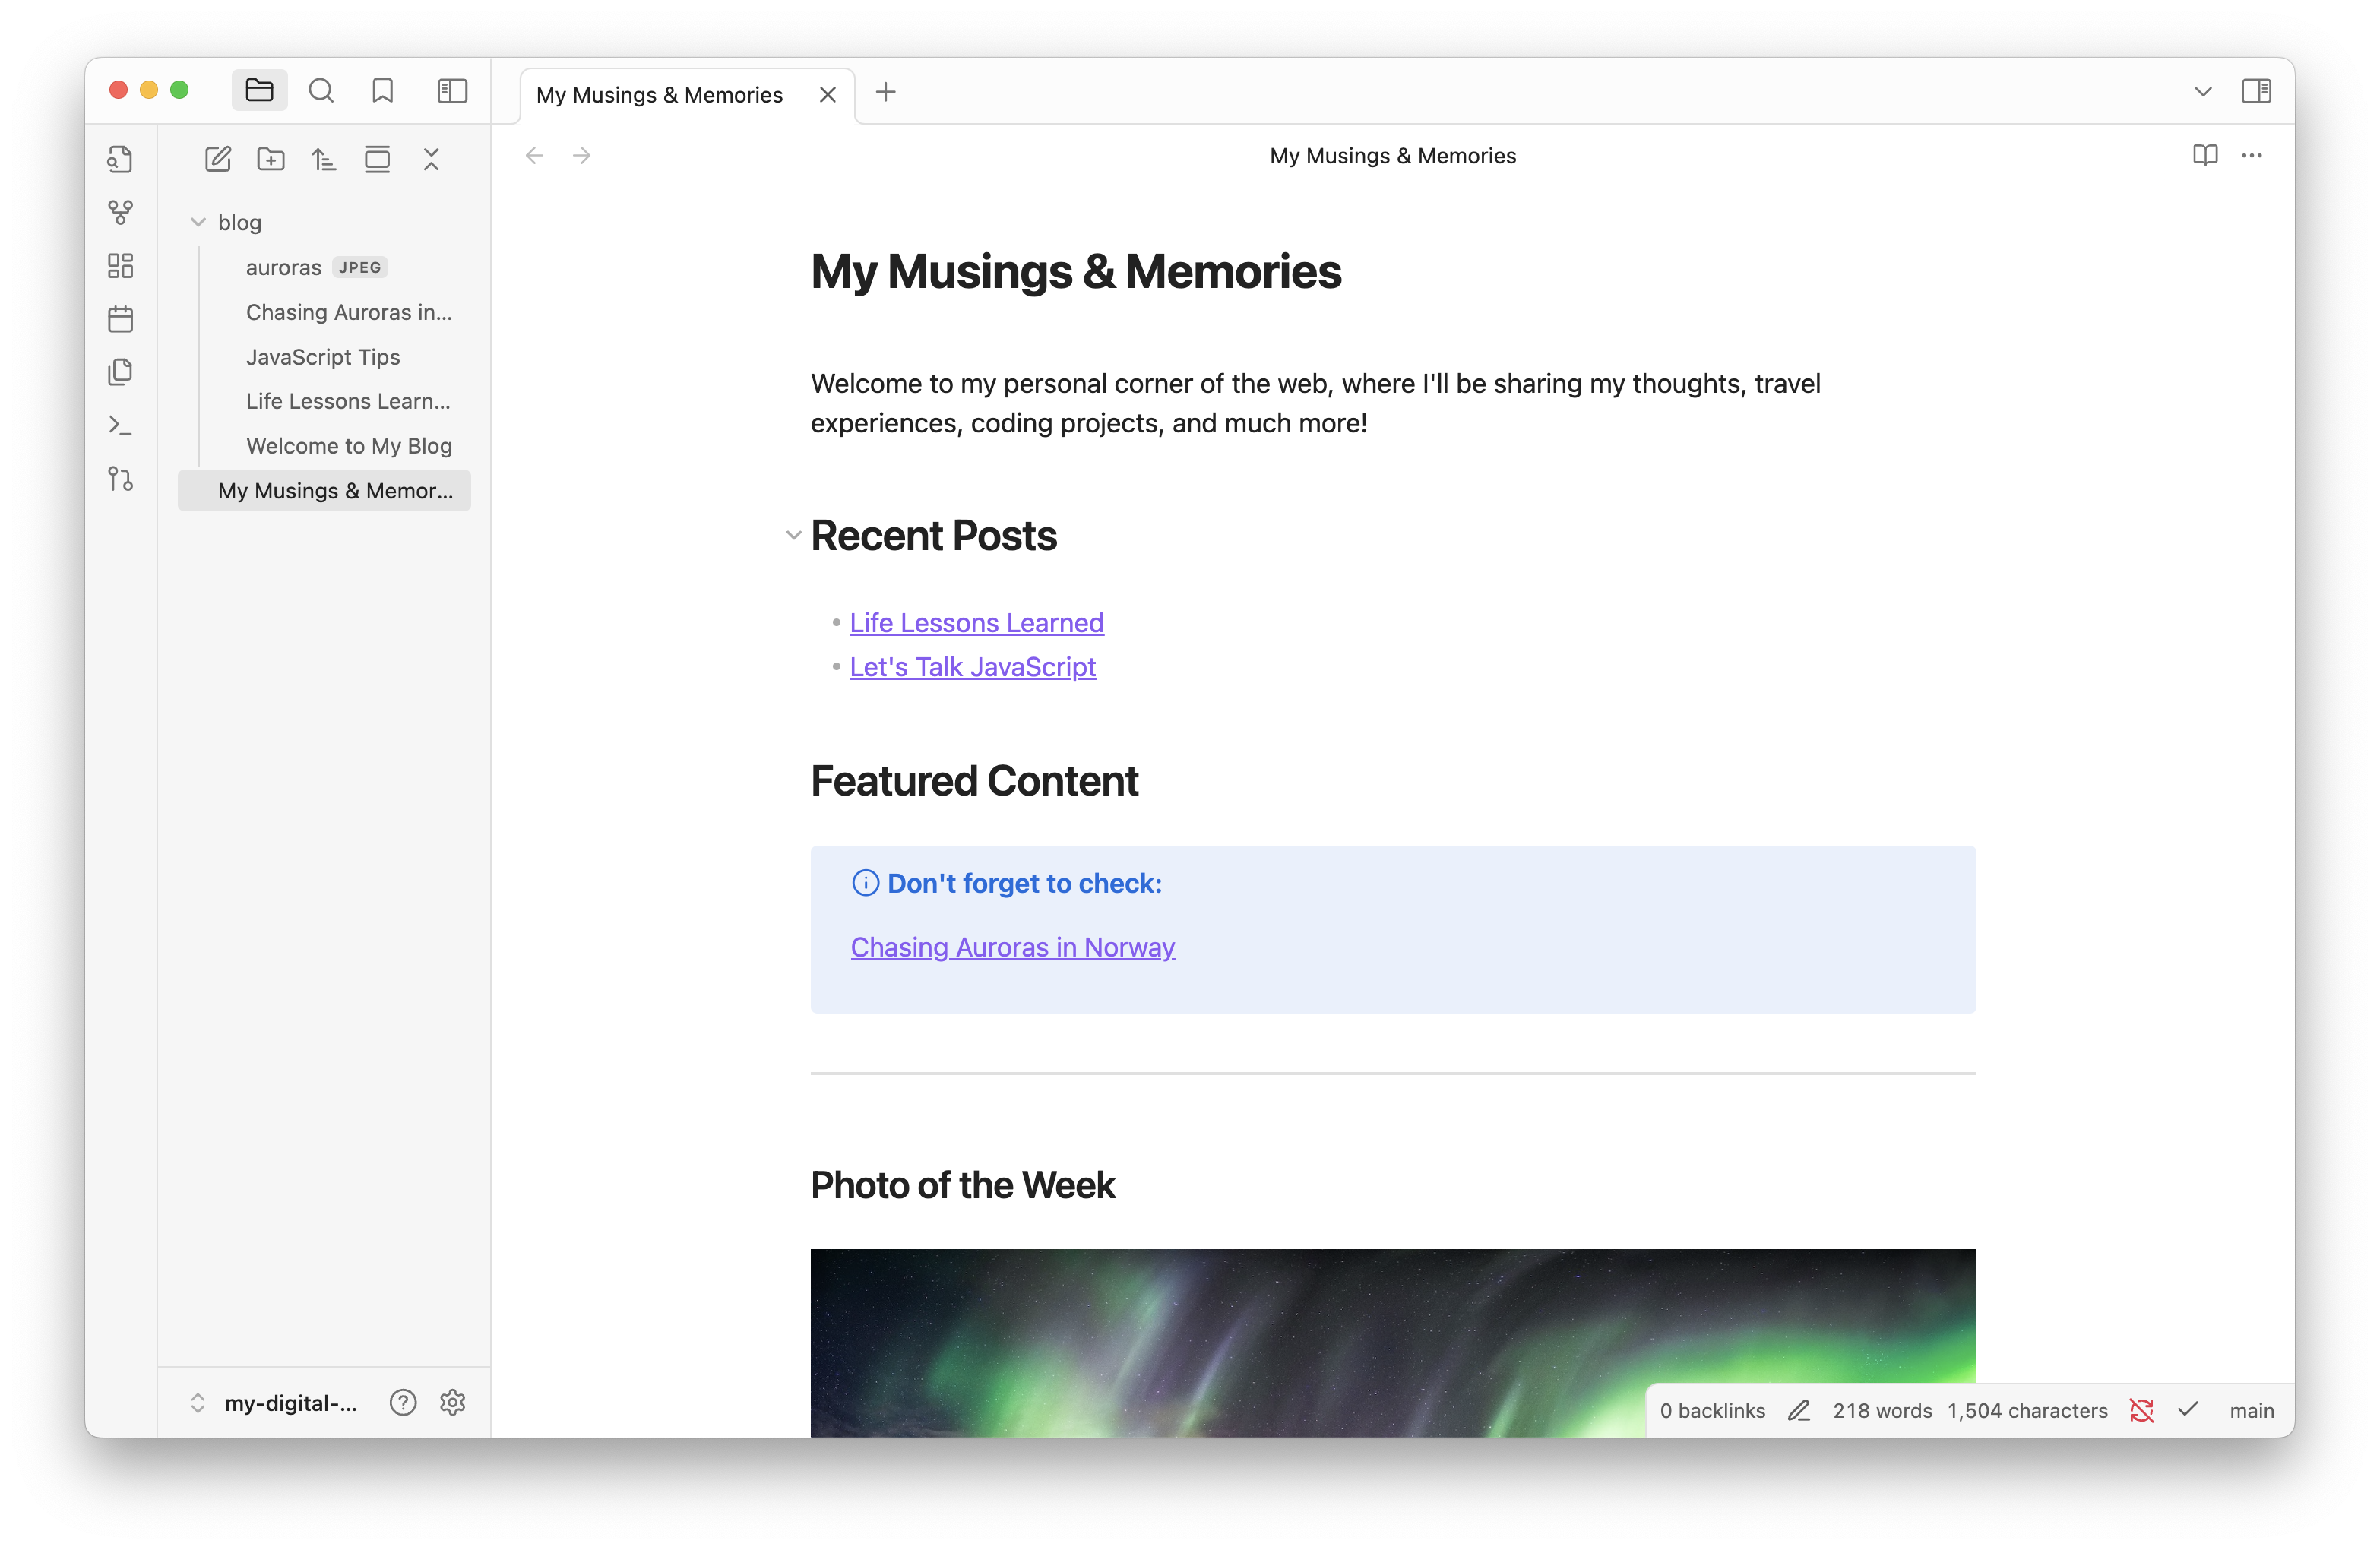 My Musings & Memories
blog
auroras JPEG
Chasing Auroras in...
JavaScript Tips
Life Lessons Learn...
Welcome to My Blog
My Musings & Memor...
my-digital-...
My Musings & Memories
My Musings & Memories
Welcome to my personal corner of the web, where I'll be sharing my thoughts, travel
experiences, coding projects, and much more!
Recent Posts
Life Lessons Learned
Let's Talk JavaScript
Featured Content
Don't forget to check:
Chasing Auroras in Norway
Photo of the Week
0 backlinks 218 words 1,504 characters main